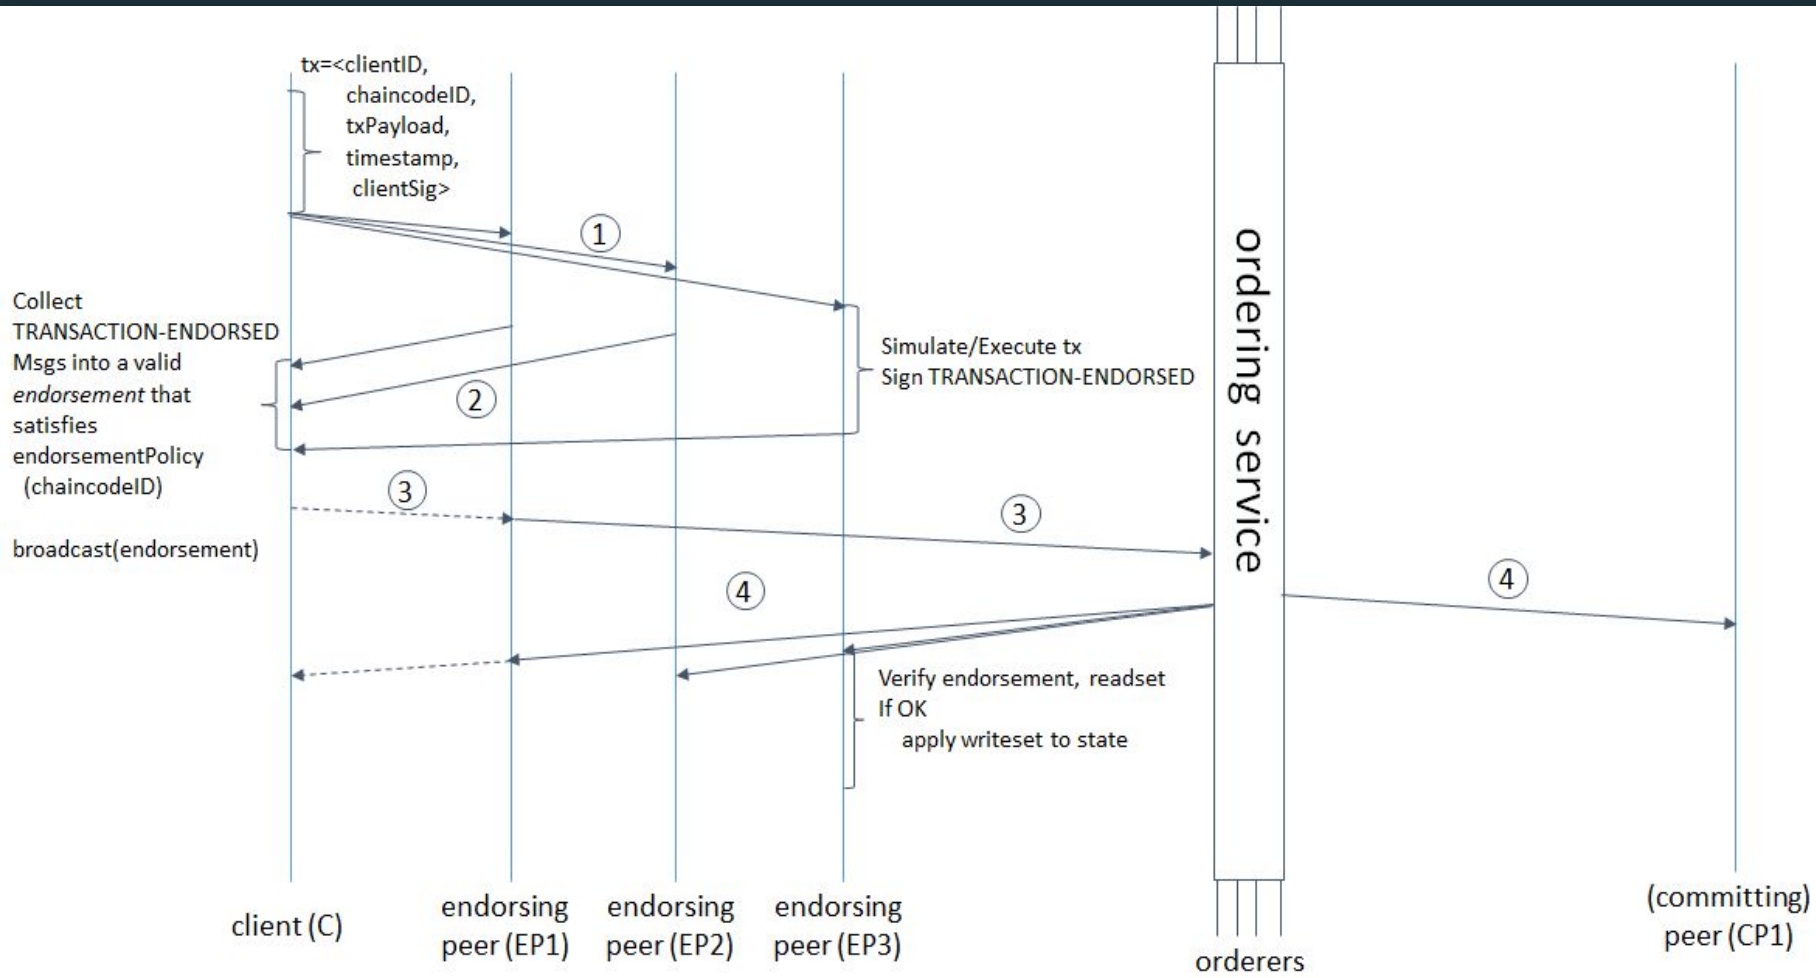 tx=<clientID,
chaincodeID,
txPayload,
timestamp,
clientSig>
1
Collect
TRANSACTION-ENDORSED
Msgs into a valid
endorsement that
satisfies
endorsementPolicy
(chaincodeID)
2
Simulate/Execute tx
Sign TRANSACTION-ENDORSED
ordering service
3
3
broadcast(endorsement)
4
4
Verify endorsement, readset
If OK
apply writeset to state
client (C)
endorsing
peer (EP1)
endorsing
peer (EP2)
endorsing
peer (EP3)
orderers
(committing)
peer (CP1)